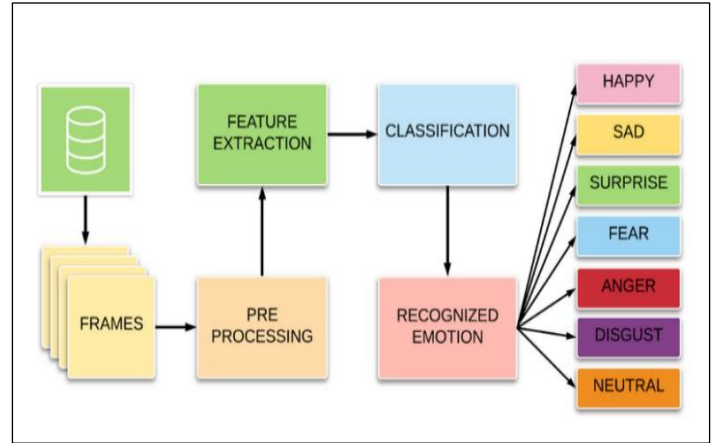 FRAMES
PRE
PROCESSING
FEATURE
EXTRACTION
CLASSIFICATION
RECOGNIZED
EMOTION
HAPPY
SAD
SURPRISE
FEAR
ANGER
DISGUST
NEUTRAL